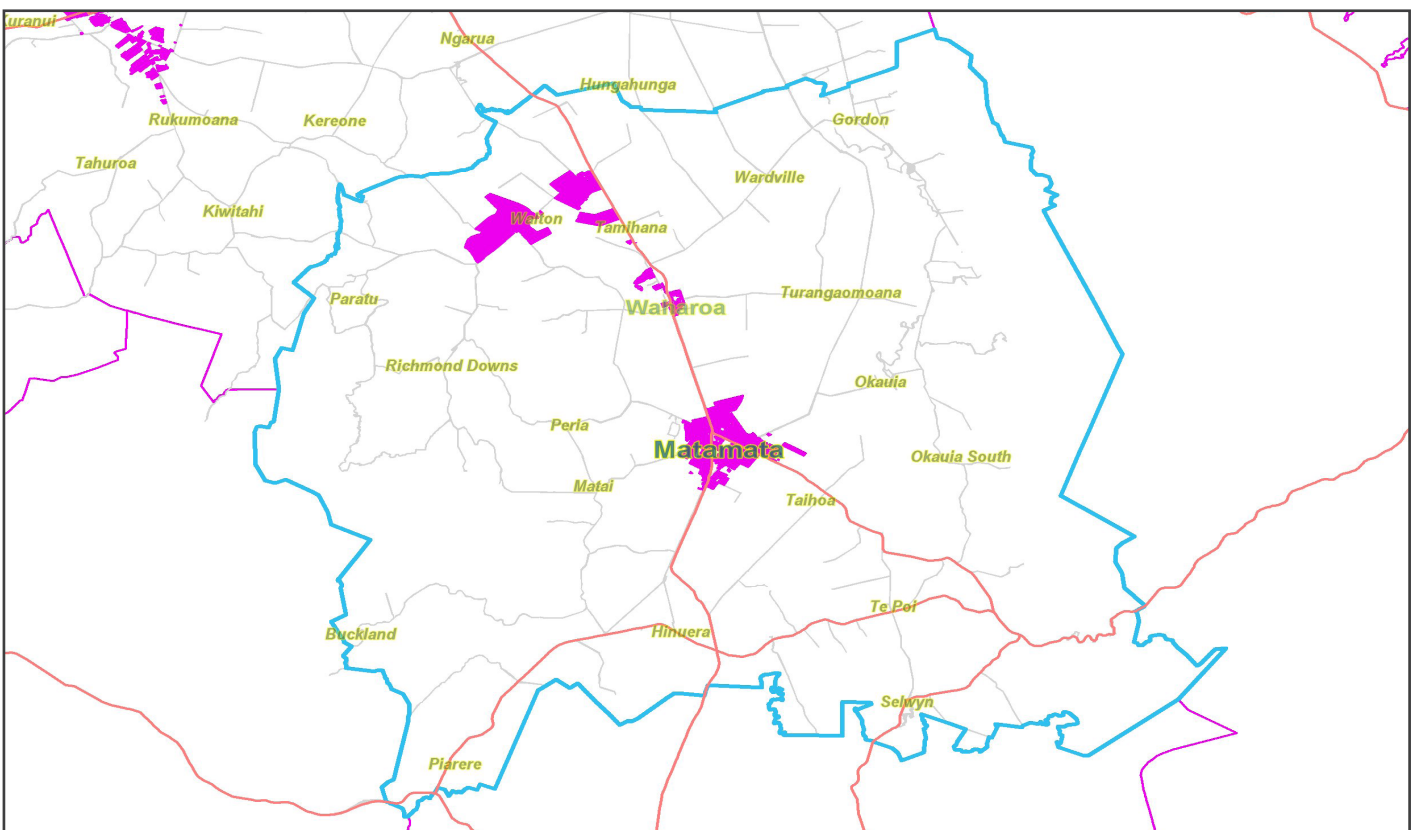 Ngarua
Hungahunga
Rukumoana
Kereone
Gordon
Tahuroa
Wardville
Kiwitahi
Walton
Tamihana
Paratu
Turangaomoana
Waharoa
Richmond Downs
Okauia
Peria
Matamata
Okauia South
Matai
Taihoa
Te Poi
Buckland
Hinuera
Selwyn
Piarere